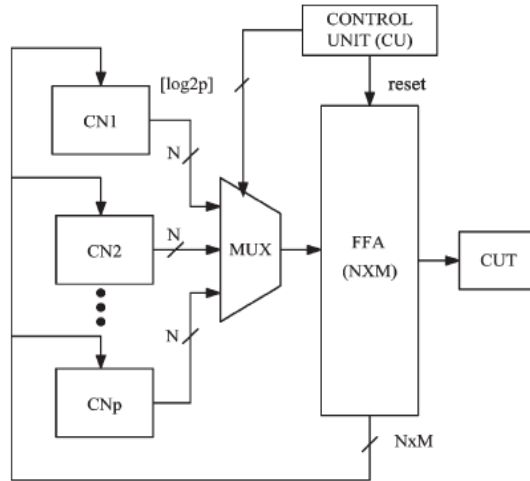 CONTROL
UNIT (CU)
[log2p]
reset
CN1
N
CN2
N
MUX
FFA
(NXM)
CUT
N
CNp
NxM